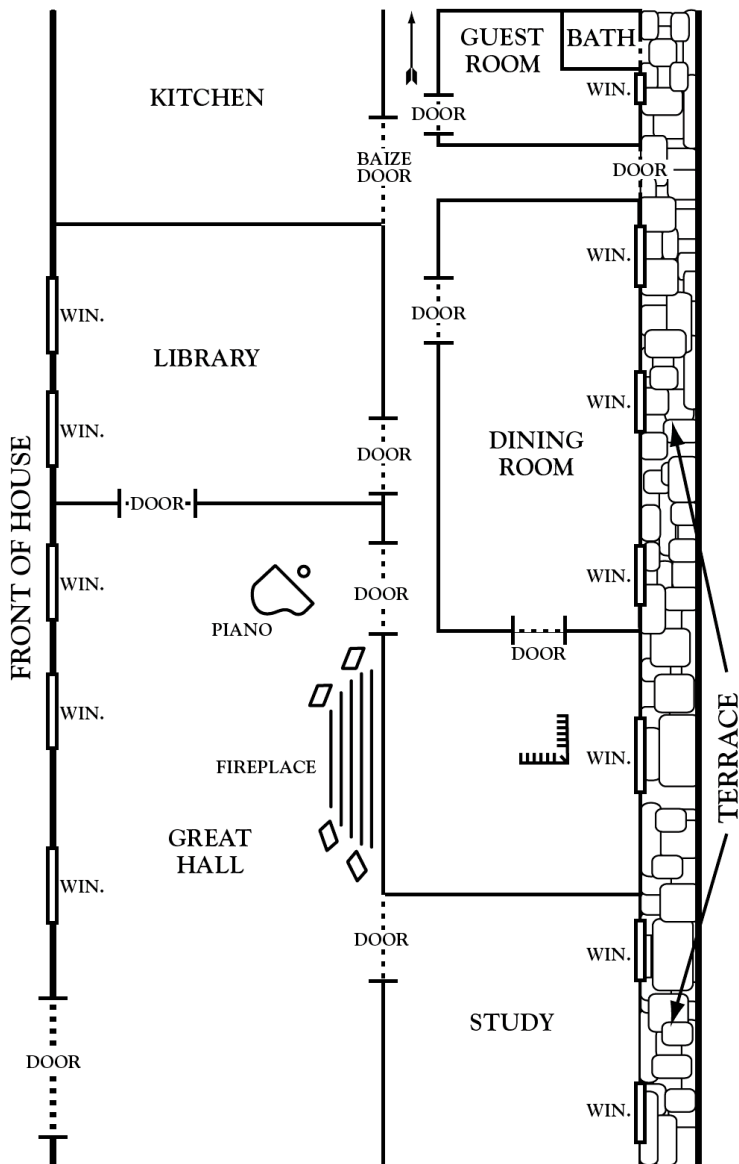 GUEST
ROOM
BATH
KITCHEN
WIN.
DOOR
BAIZE
DOOR
DOOR
WIN.
DOOR
WIN.
LIBRARY
WIN.
WIN.
DINING
ROOM
DOOR
DOOR
FRONT OF HOUSE
WIN.
WIN.
DOOR
PIANO
DOOR
WIN.
WIN.
TERRACE
FIREPLACE
GREAT
HALL
WIN.
DOOR
WIN.
STUDY
DOOR
WIN.